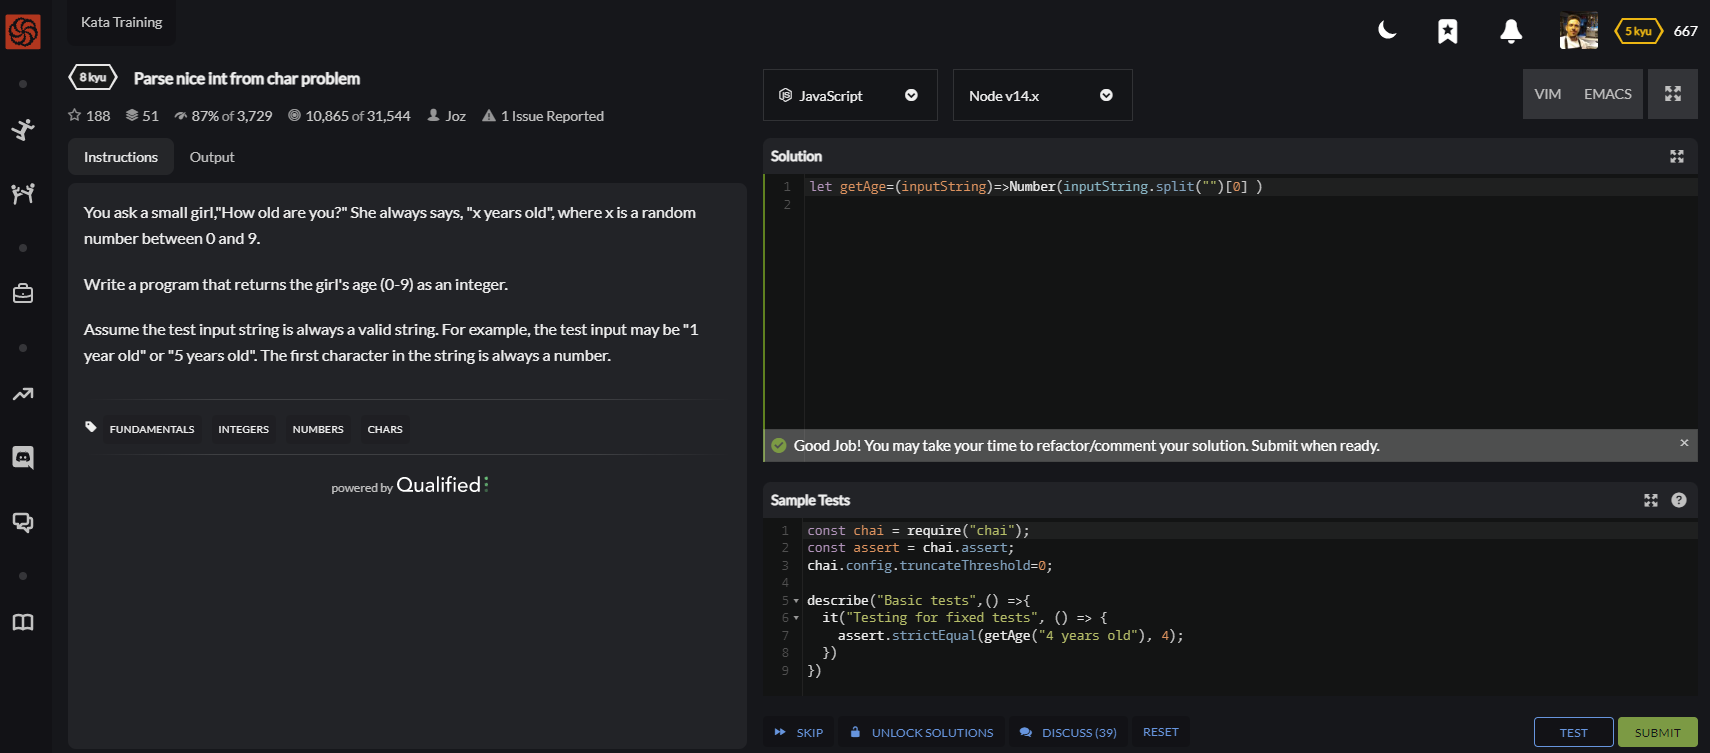 Kata Training
5 kyu 667
8 kyu Parse nice int from char problem
188 51 87% of 3,729 10,865 of 31,544 Joz 1 Issue Reported
Instructions Output
You ask a small girl,"How old are you?" She always says, "x years old", where x is a random
number between 0 and 9.
Write a program that returns the girl's age (0-9) as an integer.
Assume the test input string is always a valid string. For example, the test input may be "1
year old" or "5 years old". The first character in the string is always a number.
FUNDAMENTALS INTEGERS NUMBERS CHARS
powered by Qualified
JavaScript Node v14.x VIM EMACS
Solution
1 let getAge=(inputString)=>Number(inputString.split("")[0] )
2
Good Job! You may take your time to refactor/comment your solution. Submit when ready. ×
Sample Tests ?
1 const chai = require("chai");
2 const assert = chai.assert;
3 chai.config.truncateThreshold=0;
4
5 describe("Basic tests",() =>{
6 it("Testing for fixed tests", () => {
7 assert.strictEqual(getAge("4 years old"), 4);
8 })
9 })
SKIP UNLOCK SOLUTIONS DISCUSS (39) RESET TEST SUBMIT